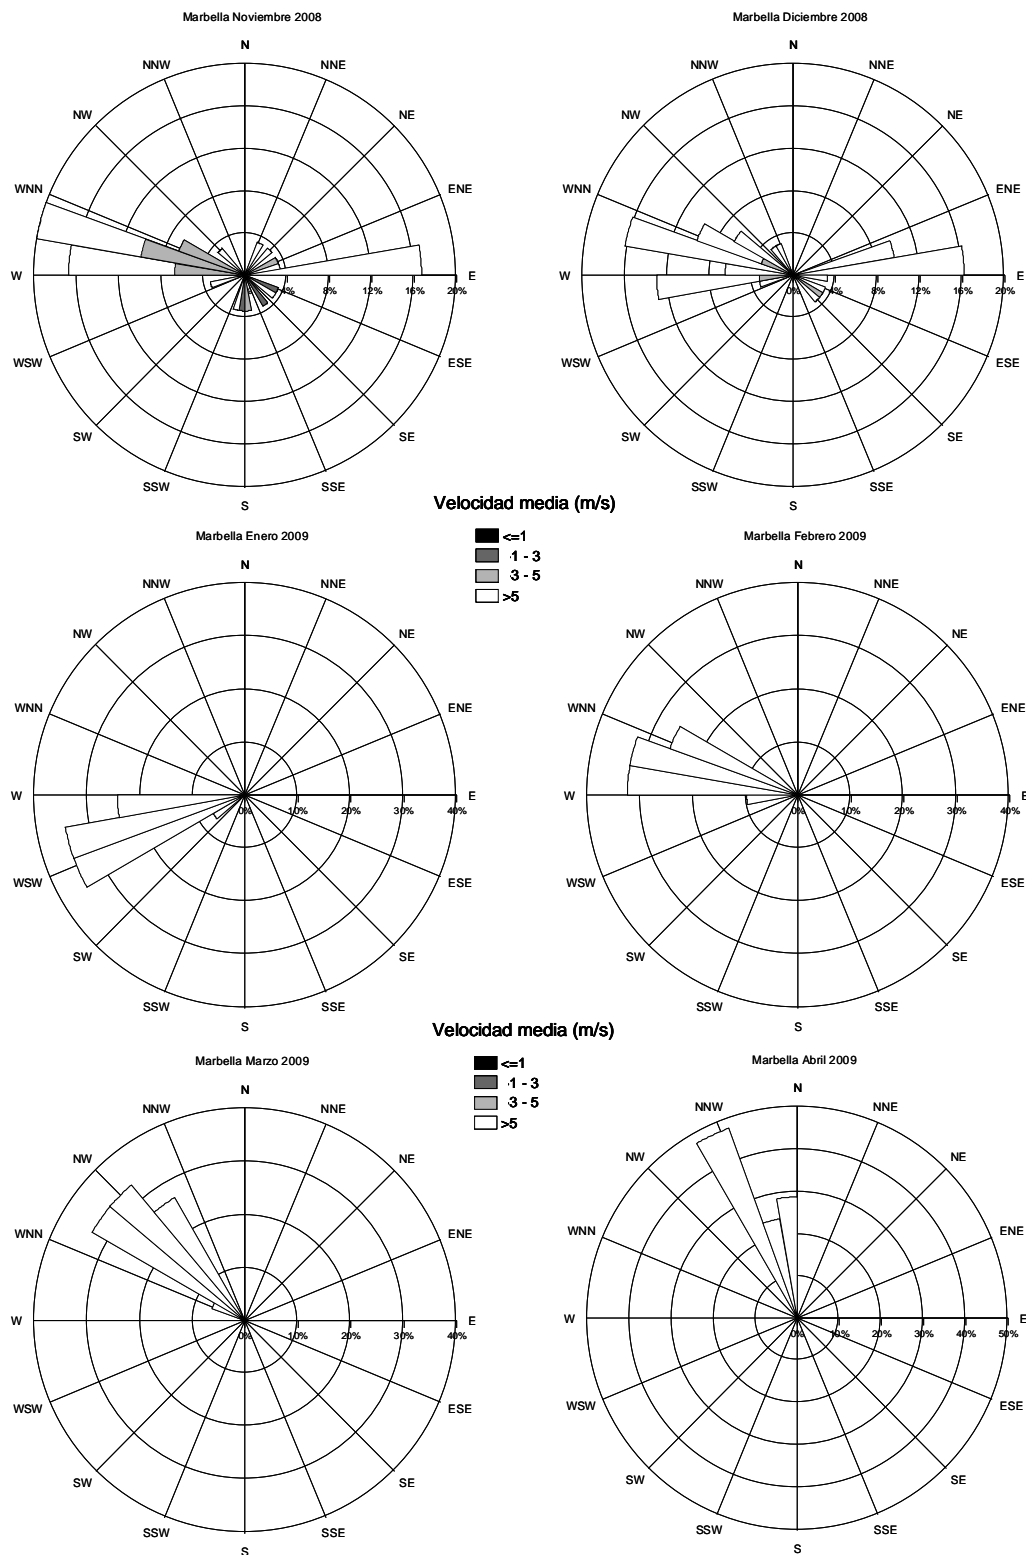 Marbella Noviembre 2008
N
NNW
NNE
NW
NE
WNN
ENE
W
4%
8%
12%
16%
20%
E
WSW
ESE
SW
SE
SSW
SSE
S
Marbella Diciembre 2008
N
NNW
NNE
NW
NE
WNN
ENE
W
0%
4%
8%
12%
16%
20%
E
WSW
ESE
SW
SE
SSW
SSE
S
Velocidad media (m/s)
<=1
1 - 3
3 - 5
>5
Marbella Enero 2009
N
NNW
NNE
NW
NE
WNN
ENE
W
0%
10%
20%
30%
40%
E
WSW
ESE
SW
SE
SSW
SSE
S
Marbella Febrero 2009
N
NNW
NNE
NW
NE
WNN
ENE
W
0%
10%
20%
30%
40%
E
WSW
ESE
SW
SE
SSW
SSE
S
Velocidad media (m/s)
<=1
1 - 3
3 - 5
>5
Marbella Marzo 2009
N
NNW
NNE
NW
NE
WNN
ENE
W
0%
10%
20%
30%
40%
E
WSW
ESE
SW
SE
SSW
SSE
S
Marbella Abril 2009
N
NNW
NNE
NW
NE
WNN
ENE
W
0%
10%
20%
30%
40%
50%
E
WSW
ESE
SW
SE
SSW
SSE
S